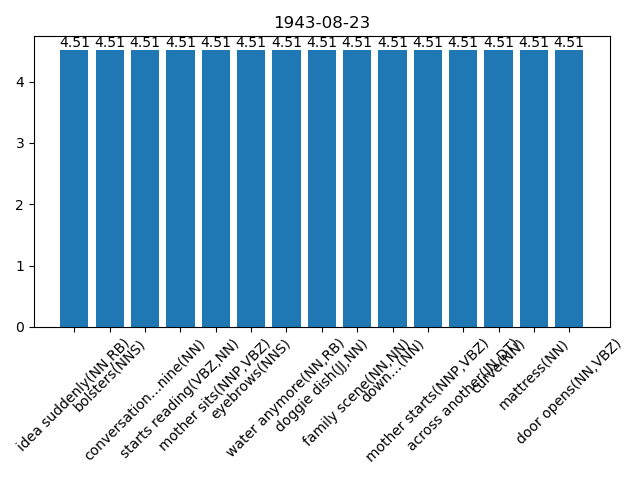 1943-08-23
4.51 4.51 4.51 4.51 4.51 4.51 4.51 4.51 4.51 4.51 4.51 4.51 4.51 4.51 4.51
4
3
2
1
0
idea suddenly(NN,RB)
bolsters(NNS)
conversation...nine(NN)
starts reading(VBZ,NN)
mother sits(NNP,VBZ)
eyebrows(NNS)
water anymore(NN,RB)
doggie dish(JJ,NN)
family scene(NN,NN)
down...(NN)
mother starts(NNP,VBZ)
across another(IN,DT)
curve(NN)
mattress(NN)
door opens(NN,VBZ)